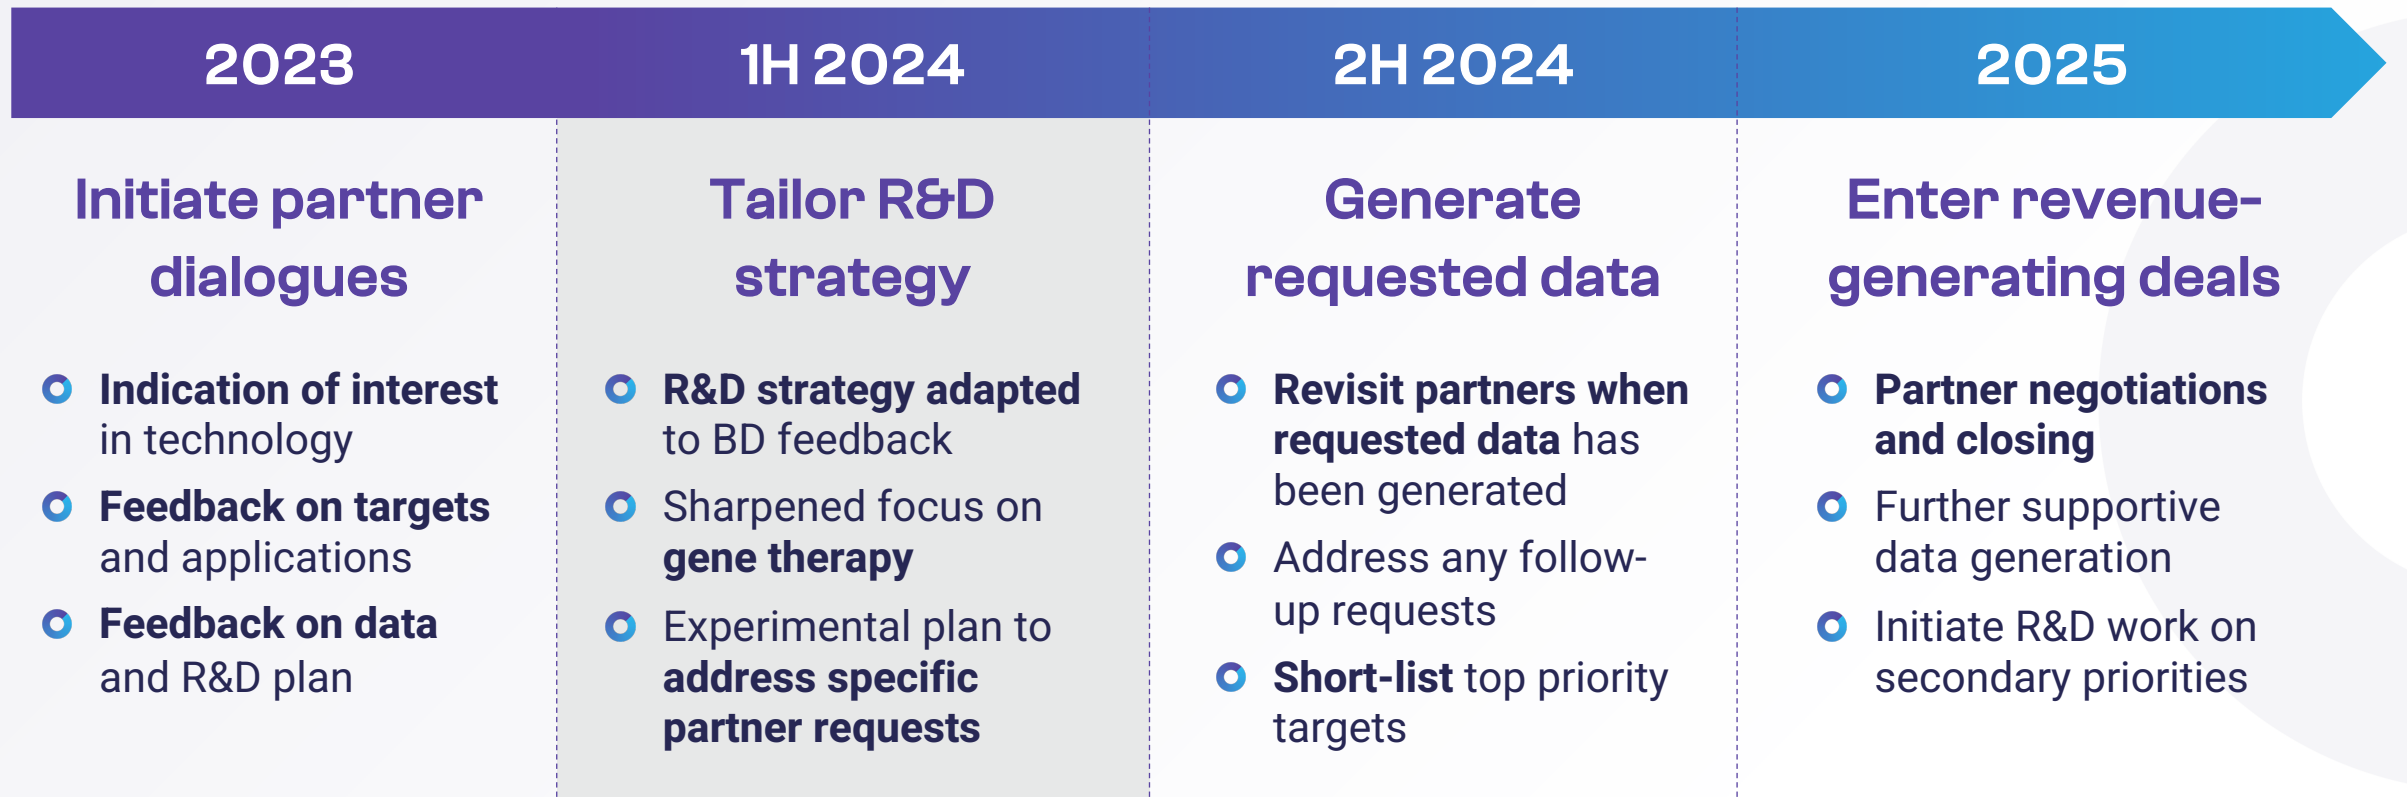 2023
1H 2024
2H 2024
2025
Initiate partner
dialogues
Indication of interest
in technology
Feedback on targets
and applications
Feedback on data
and R&D plan
Tailor R&D
strategy
R&D strategy adapted
to BD feedback
Sharpened focus on
gene therapy
Experimental plan to
address specific
partner requests
Generate
requested data
Revisit partners when
requested data has
been generated
Address any follow-
up requests
Short-list top priority
targets
Enter revenue-
generating deals
Partner negotiations
and closing
Further supportive
data generation
Initiate R&D work on
secondary priorities